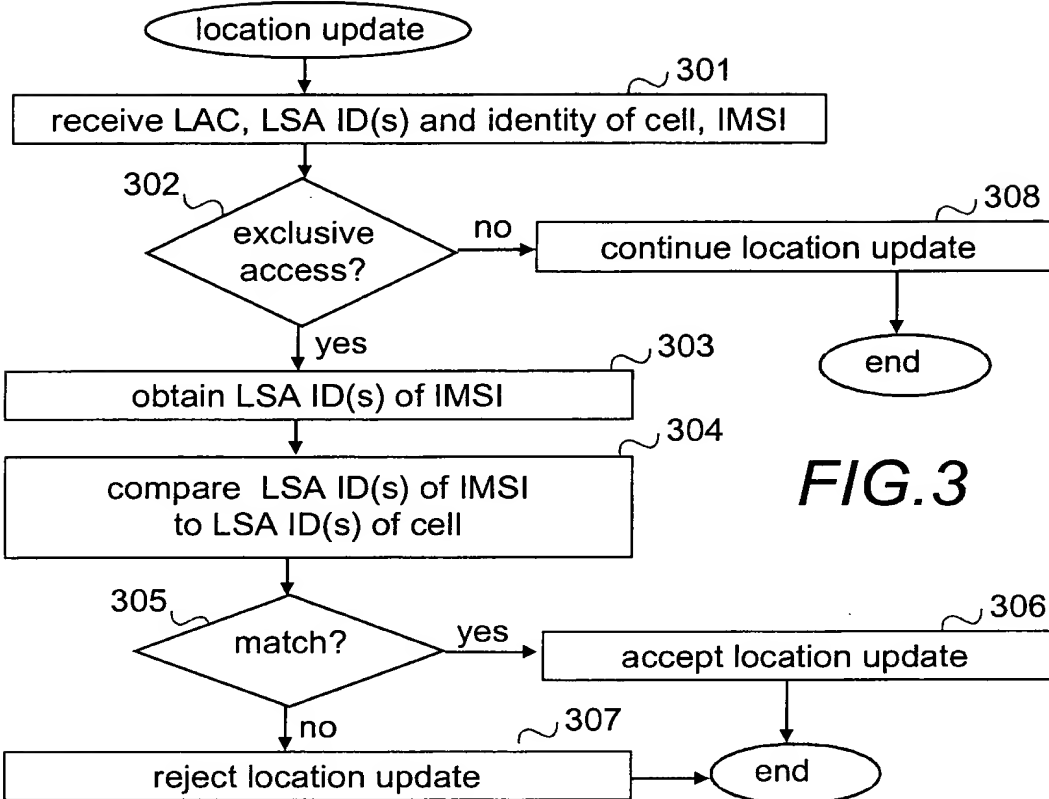 location update
301
receive LAC, LSA ID(s) and identity of cell, IMSI
302
exclusive
access?
no
308
continue location update
yes
end
303
obtain LSA ID(s) of IMSI
304
compare LSA ID(s) of IMSI
to LSA ID(s) of cell
FIG.3
305
match?
yes
306
accept location update
no
307
reject location update
end